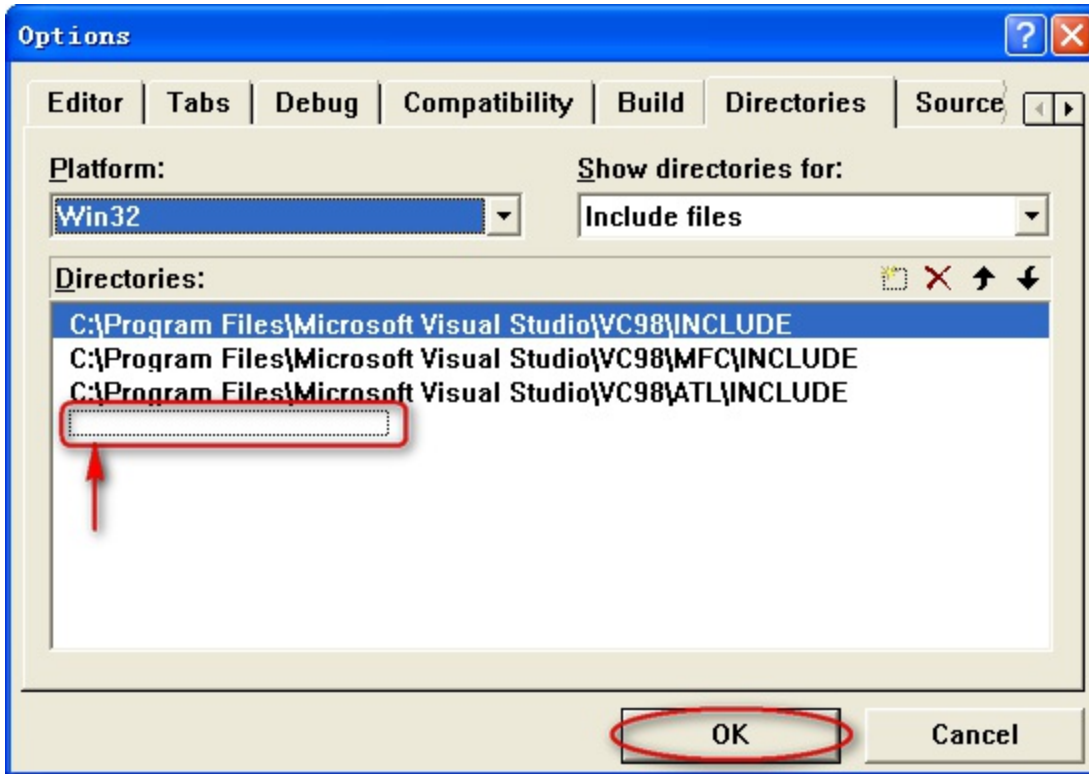 Options
Editor Tabs Debug Compatibility Build Directories Source
Platform: Show directories for:
Win32 Include files
Directories:
C:\Program Files\Microsoft Visual Studio\VC98\INCLUDE
C:\Program Files\Microsoft Visual Studio\VC98\MFC\INCLUDE
C:\Program Files\Microsoft Visual Studio\VC98\ATL\INCLUDE
OK Cancel